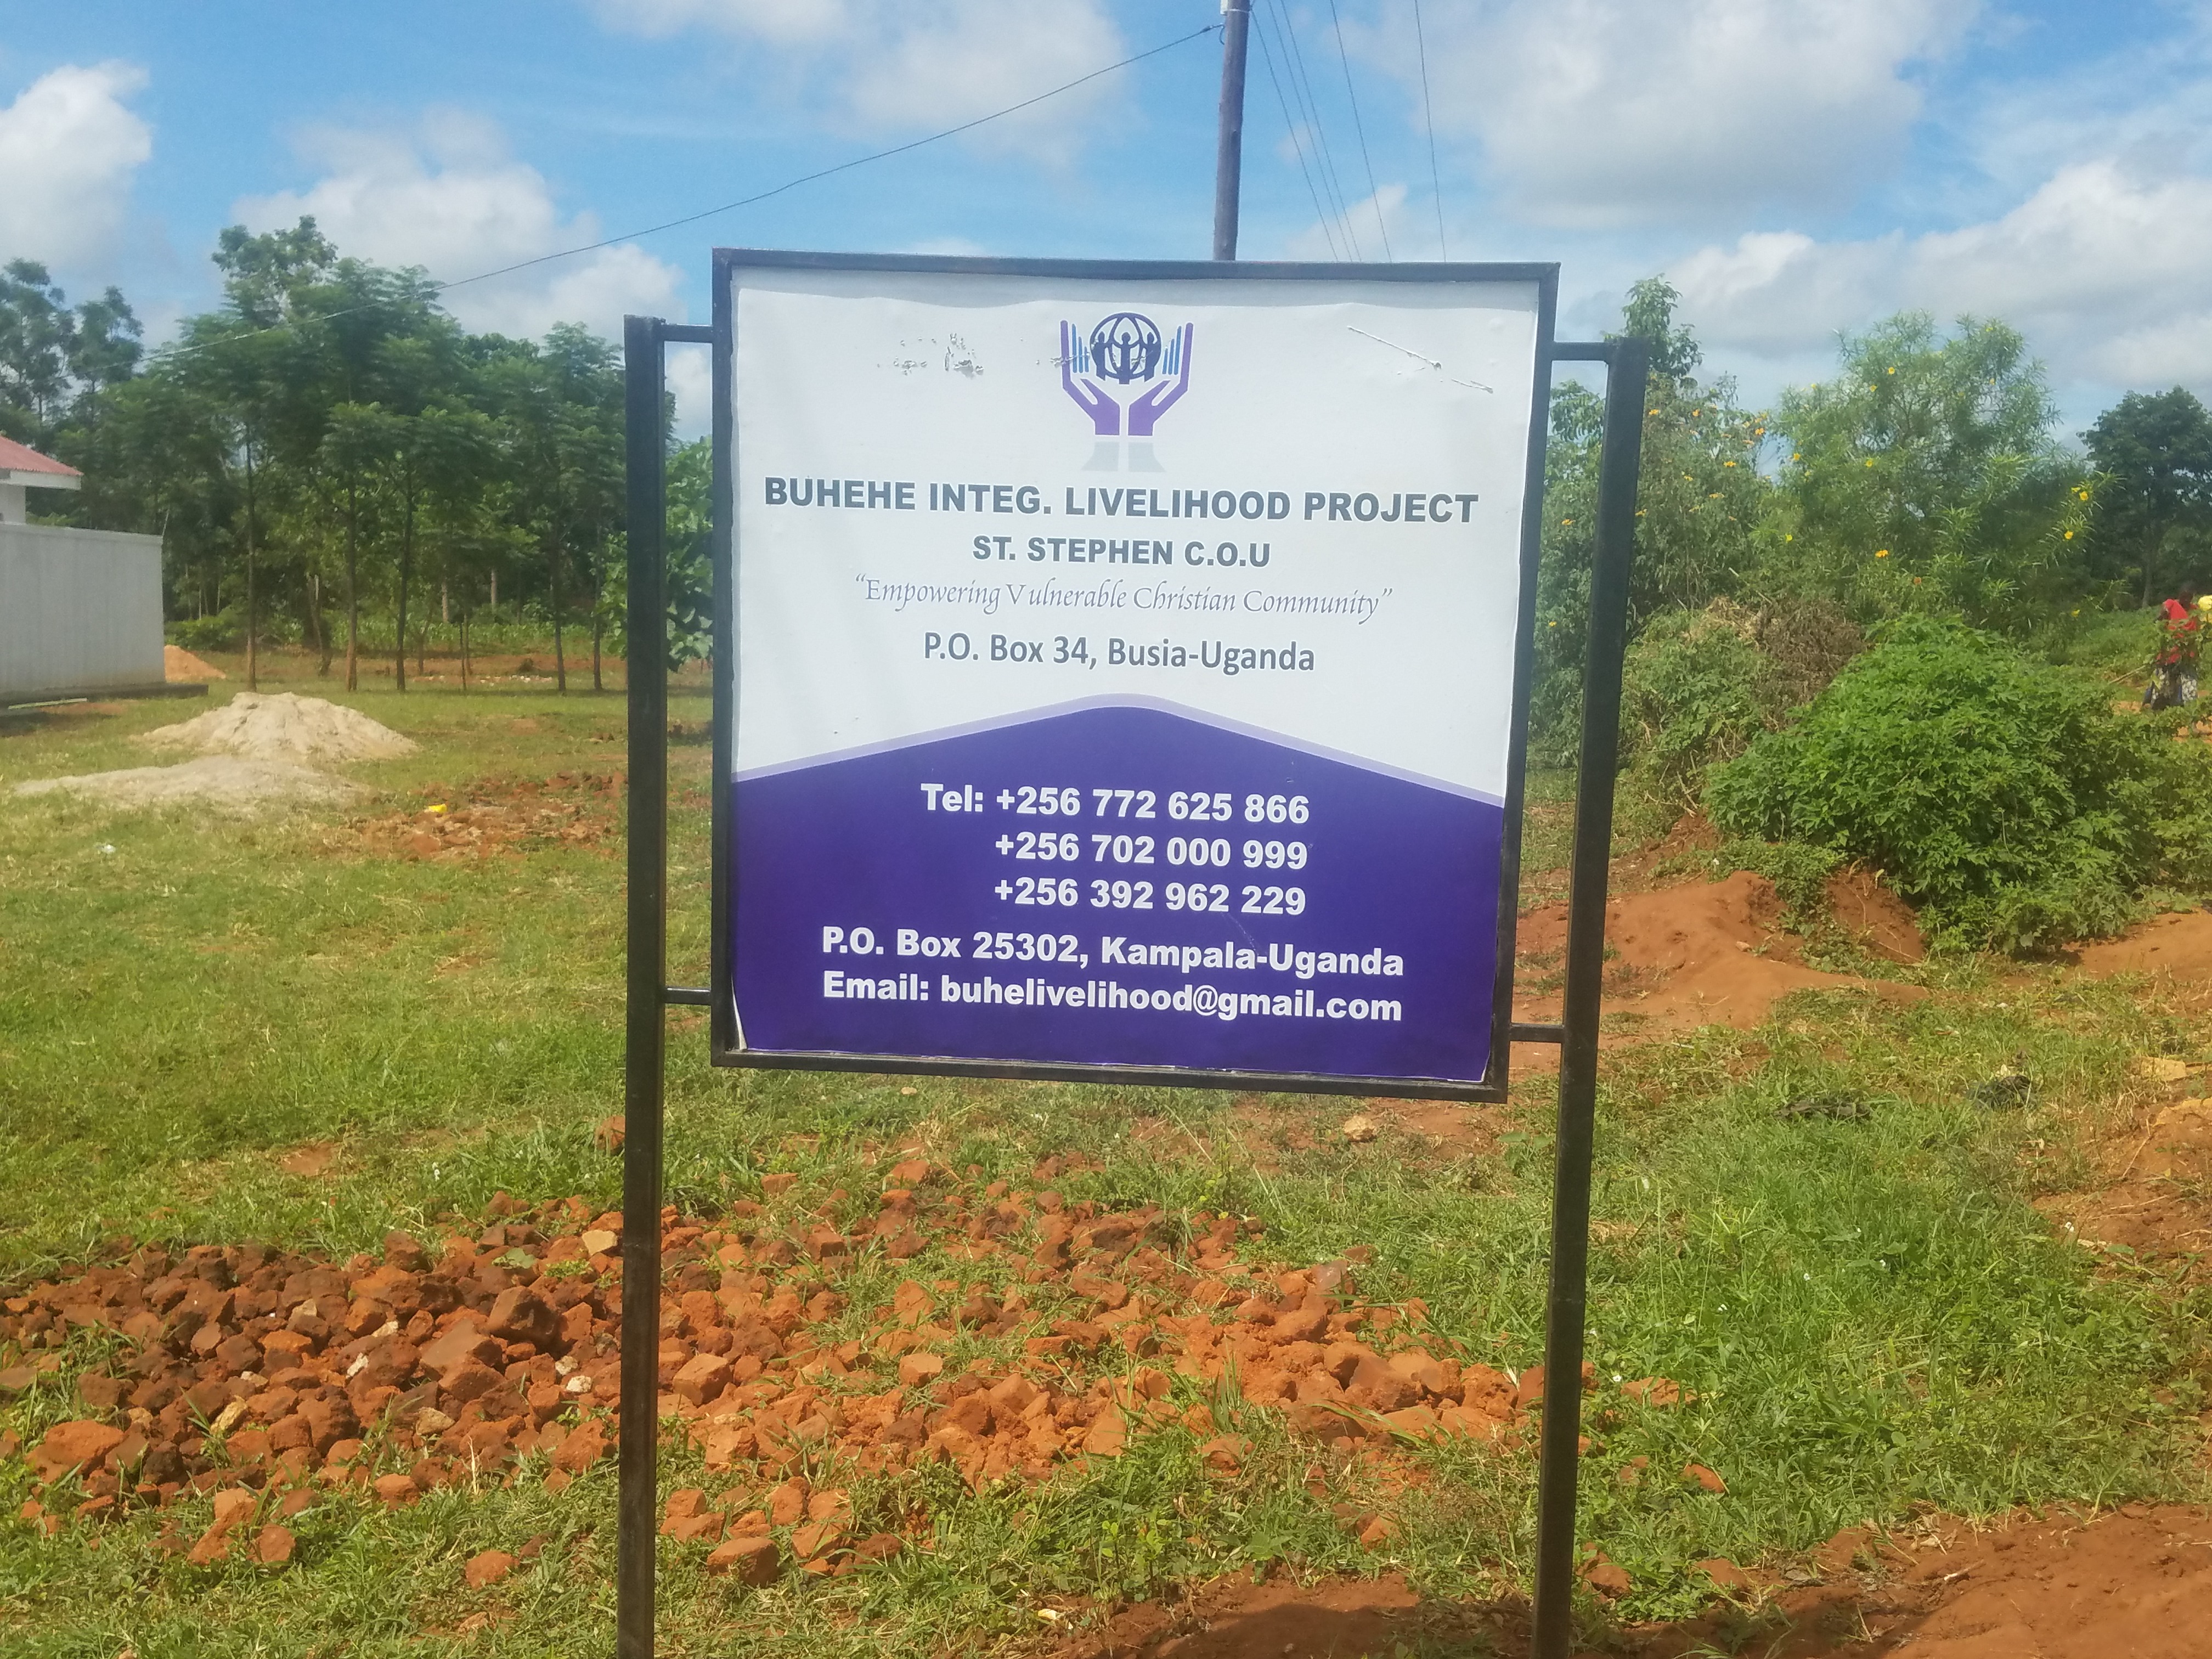 BUHEHE INTEG. LIVELIHOOD PROJECT
ST. STEPHEN C.O.U
“Empowering Vulnerable Christian Community”
P.O. Box 34, Busia-Uganda
Tel: +256 772 625 866
+256 702 000 999
+256 392 962 229
P.O. Box 25302, Kampala-Uganda
Email: buhelivelihood@gmail.com